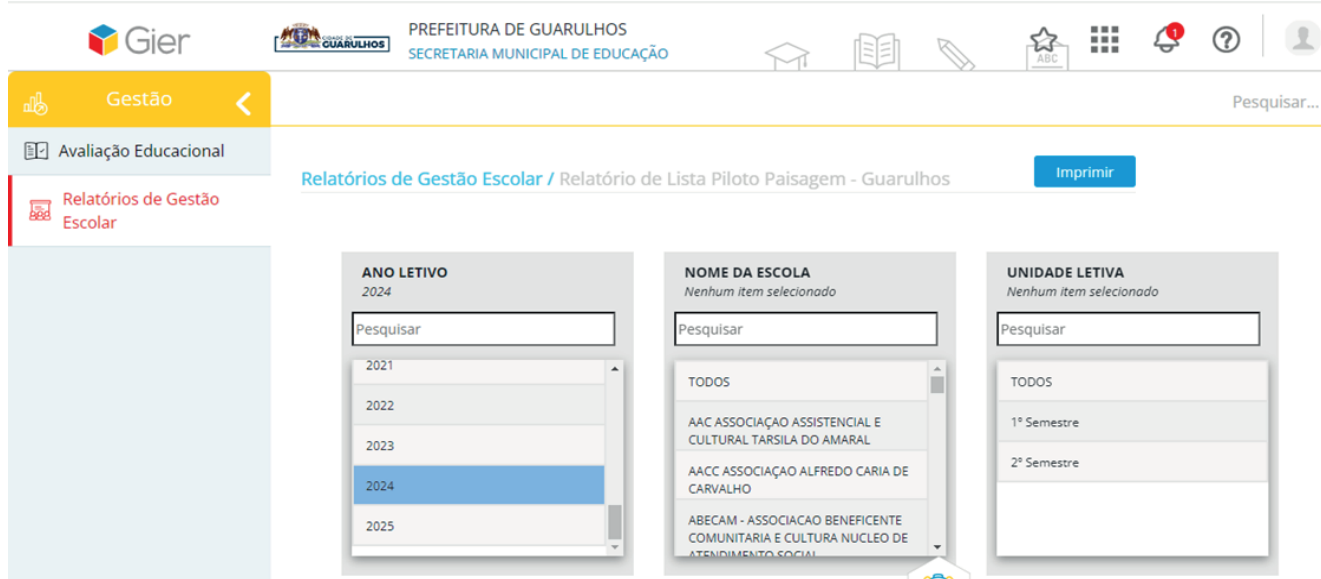 Gier
CIDADE DE
GUARULHOS
PREFEITURA DE GUARULHOS
SECRETARIA MUNICIPAL DE EDUCAÇÃO
ABC
1
?
Gestão
Pesquisar...
Avaliação Educacional
Relatórios de Gestão
Escolar
Relatórios de Gestão Escolar / Relatório de Lista Piloto Paisagem - Guarulhos
Imprimir
ANO LETIVO
2024
Pesquisar
2021
2022
2023
2024
2025
NOME DA ESCOLA
Nenhum item selecionado
Pesquisar
TODOS
AAC ASSOCIAÇAO ASSISTENCIAL E
CULTURAL TARSILA DO AMARAL
AACC ASSOCIAÇAO ALFREDO CARIA DE
CARVALHO
ABECAM - ASSOCIACAO BENEFICENTE
COMUNITARIA E CULTURA NUCLEO DE
ATENDIMENTO SOCIAL
UNIDADE LETIVA
Nenhum item selecionado
Pesquisar
TODOS
1º Semestre
2º Semestre